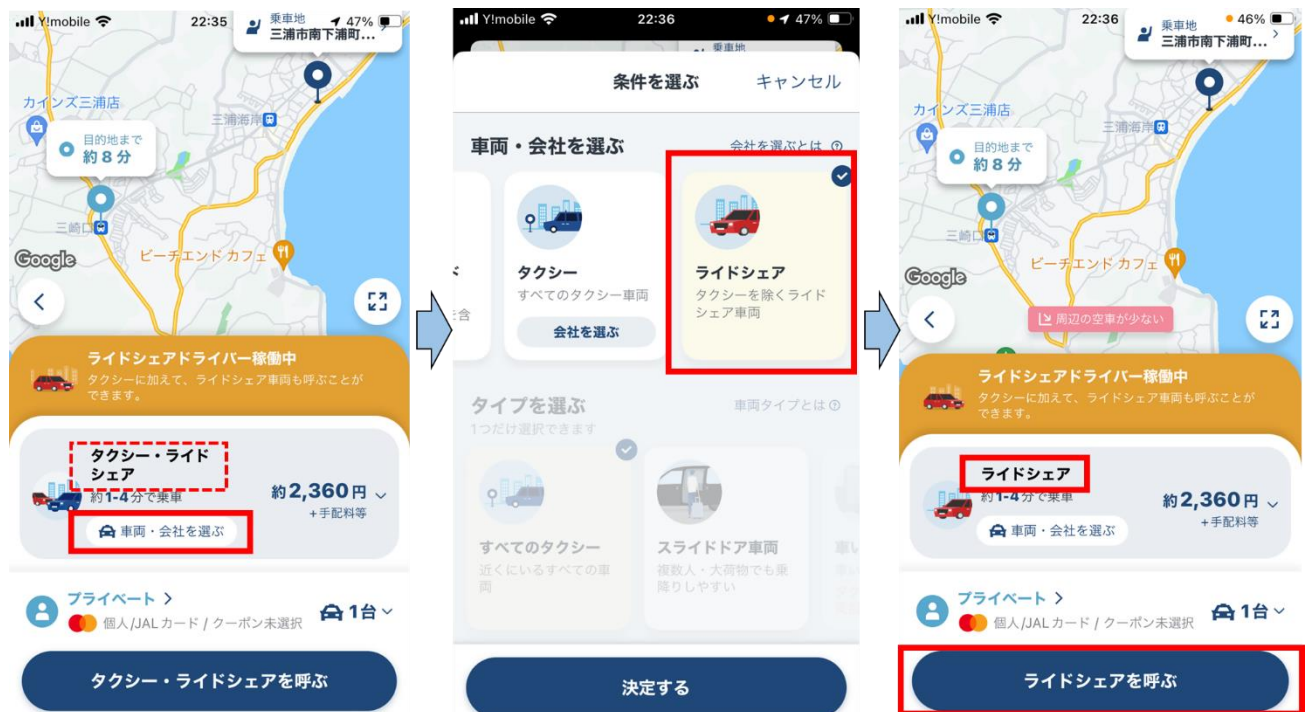 Y!mobile 22:35 47%
乗車地
三浦市南下浦町...
カインズ三浦店
三浦海岸
目的地まで
約 8 分
三崎口
ビーチエンド カフェ
Google
ライドシェアドライバー稼働中
タクシーに加えて、ライドシェア車両も呼ぶことが
できます。
タクシー・ライド
シェア
約1-4分で乗車
約2,360円
+手配料等
車両・会社を選ぶ
プライベート >
個人/JALカード / クーポン未選択
1台
タクシー・ライドシェアを呼ぶ
Y!mobile 22:36 47%
乗車地
条件を選ぶ キャンセル
車両・会社を選ぶ 会社を選ぶとは
ド
を含
タクシー
すべてのタクシー車両
会社を選ぶ
ライドシェア
タクシーを除くライド
シェア車両
タイプを選ぶ 車両タイプとは
1つだけ選択できます
すべてのタクシー
近くにいるすべての車
両
スライドドア車両
複数人・大荷物でも乗
降りしやすい
車い
決定する
Y!mobile 22:36 46%
乗車地
三浦市南下浦町...
カインズ三浦店
三浦海岸
目的地まで
約 8 分
三崎口
ビーチエンド カフェ
Google
周辺の空車が少ない
ライドシェアドライバー稼働中
タクシーに加えて、ライドシェア車両も呼ぶことが
できます。
ライドシェア
約1-4分で乗車
約2,360円
+手配料等
車両・会社を選ぶ
プライベート >
個人/JALカード / クーポン未選択
1台
ライドシェアを呼ぶ